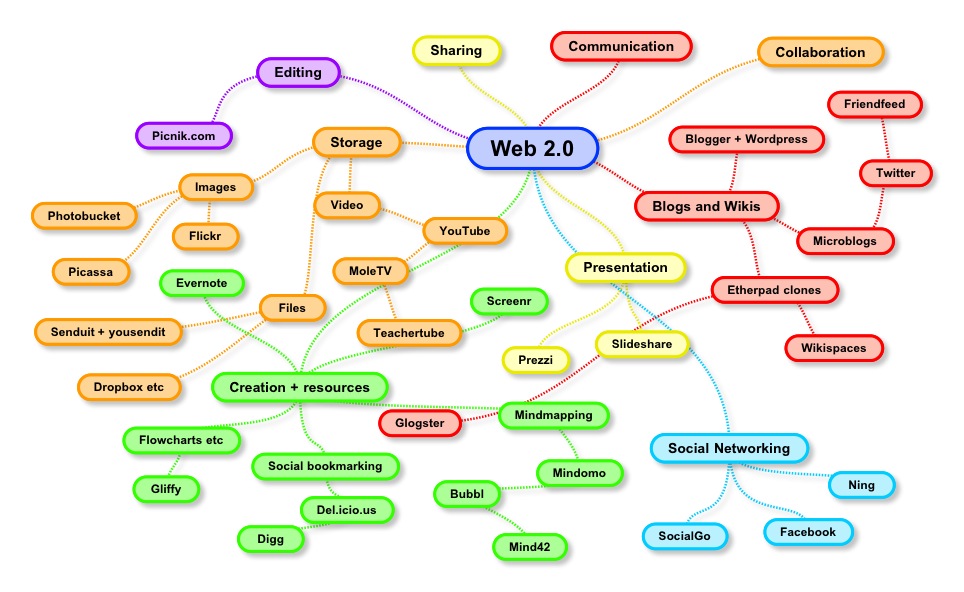 Sharing
Communication
Collaboration
Editing
Friendfeed
Picnik.com
Storage
Web 2.0
Blogger + Wordpress
Images
Twitter
Photobucket
Video
Blogs and Wikis
Flickr
YouTube
Microblogs
Picassa
MoleTV
Presentation
Evernote
Etherpad clones
Files
Screenr
Senduit + yousendit
Teachertube
Slideshare
Wikispaces
Prezzi
Dropbox etc
Creation + resources
Glogster
Mindmapping
Flowcharts etc
Social Networking
Social bookmarking
Mindomo
Gliffy
Bubbl
Ning
Del.icio.us
Digg
Mind42
SocialGo
Facebook